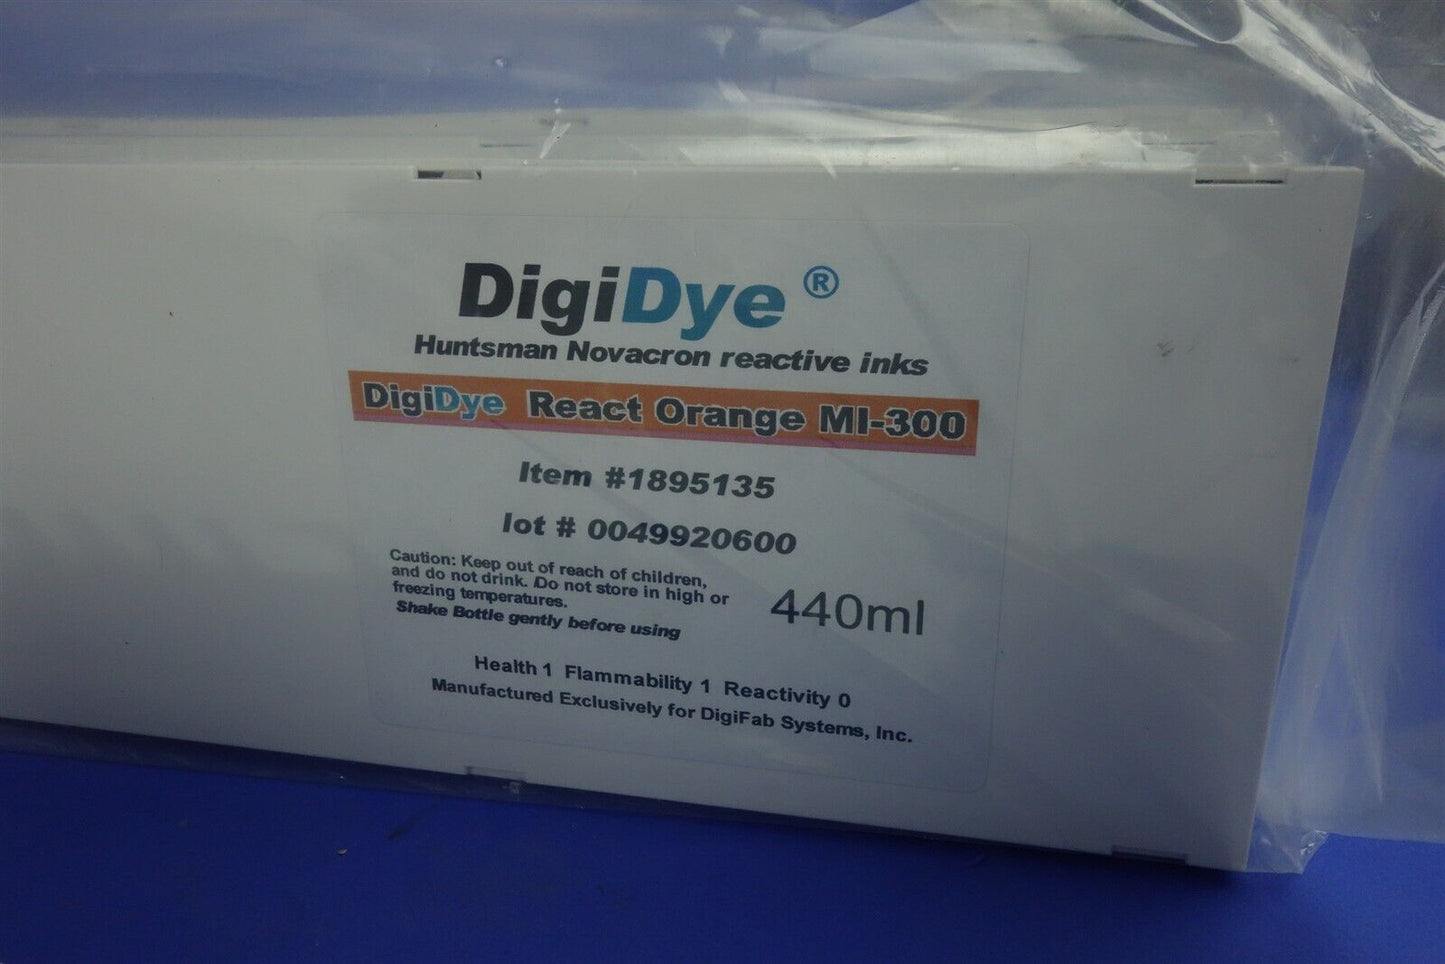 DigiDye ®
Huntsman Novacron reactive inks
DigiDye React Orange MI-300
Item #1895135
lot # 0049920600
Caution: Keep out of reach of children,
and do not drink. Do not store in high or
freezing temperatures.
Shake Bottle gently before using
440ml
Health 1 Flammability 1 Reactivity 0
Manufactured Exclusively for DigiFab Systems, Inc.